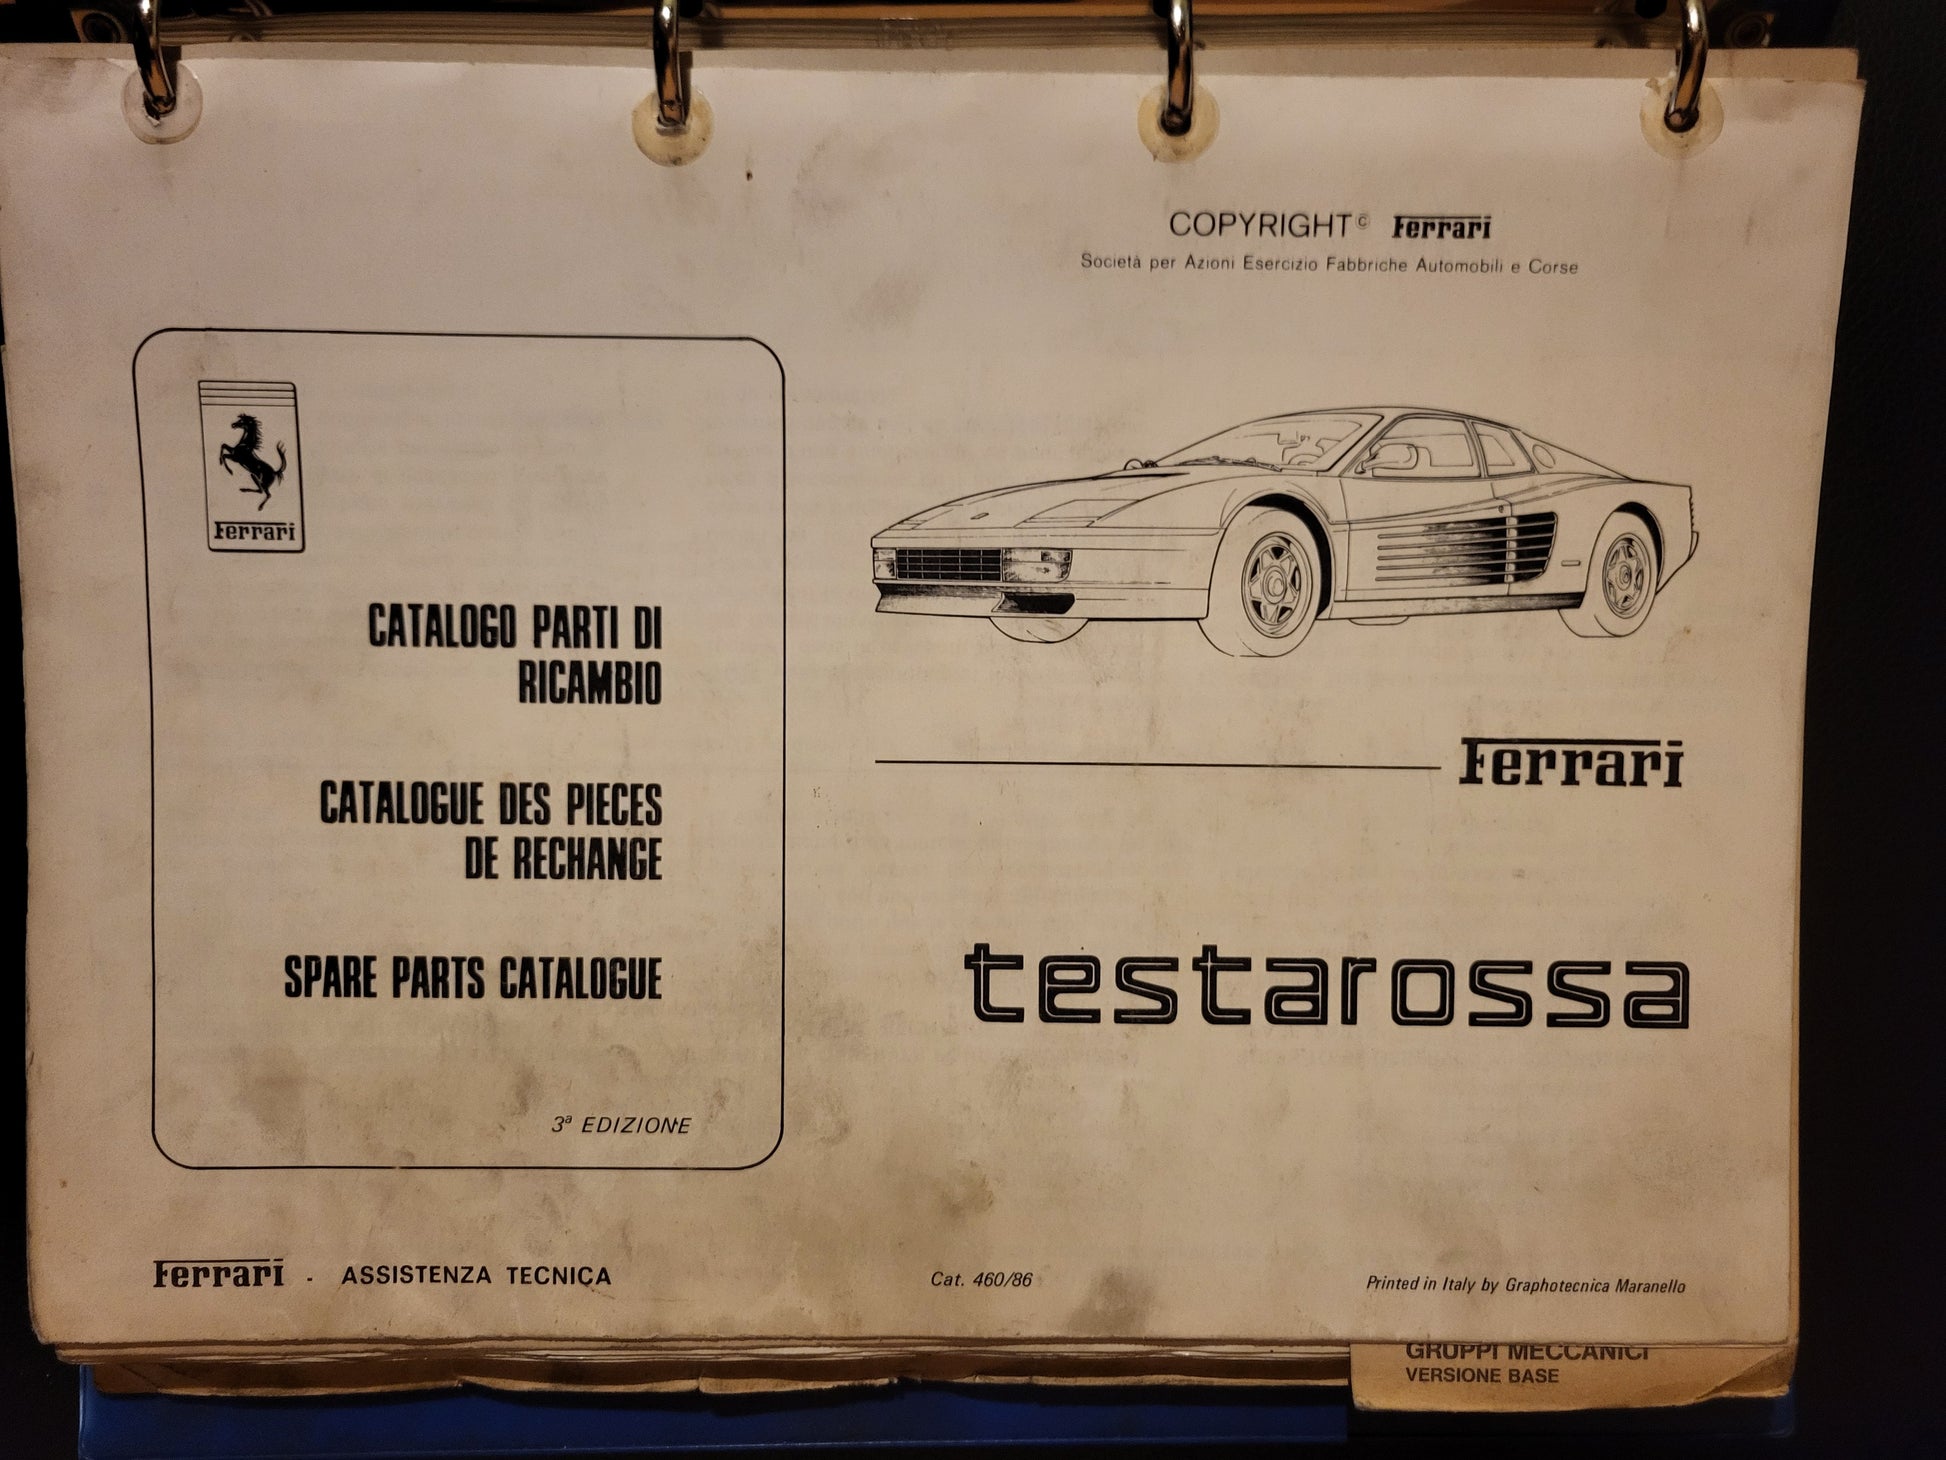 COPYRIGHT © Ferrari
Società per Azioni Esercizio Fabbriche Automobili e Corse
Ferrari
CATALOGO PARTI DI
RICAMBIO
CATALOGUE DES PIECES
DE RECHANGE
SPARE PARTS CATALOGUE
3ª EDIZIONE
Ferrari
testarossa
Ferrari - ASSISTENZA TECNICA
Cat. 460/86
Printed in Italy by Graphotecnica Maranello
GRUPPI MECCANICI
VERSIONE BASE